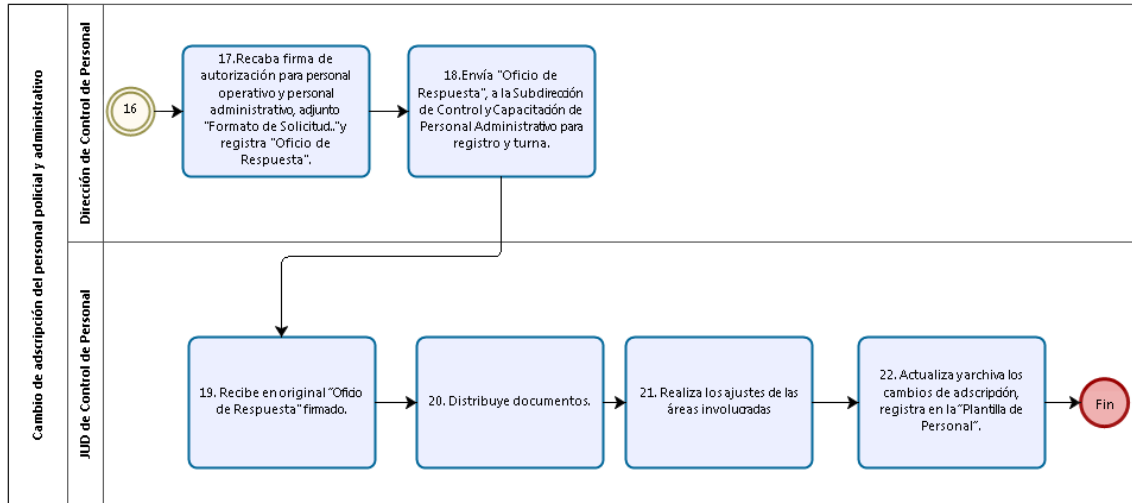 Cambio de adscripción del personal policial y administrativo
Dirección de Control de Personal
16
17.Recaba firma de
autorización para personal
operativo y personal
administrativo, adjunto
"Formato de Solicitud.."y
registra "Oficio de
Respuesta".
18.Envía "Oficio de
Respuesta", a la Subdirección
de Control y Capacitación de
Personal Administrativo para
registro y turna.
JUD de Control de Personal
19. Recibe en original “Oficio
de Respuesta” firmado.
20. Distribuye documentos.
21. Realiza los ajustes de las
áreas involucradas
22. Actualiza y archiva los
cambios de adscripción,
registra en la “Plantilla de
Personal”.
Fin